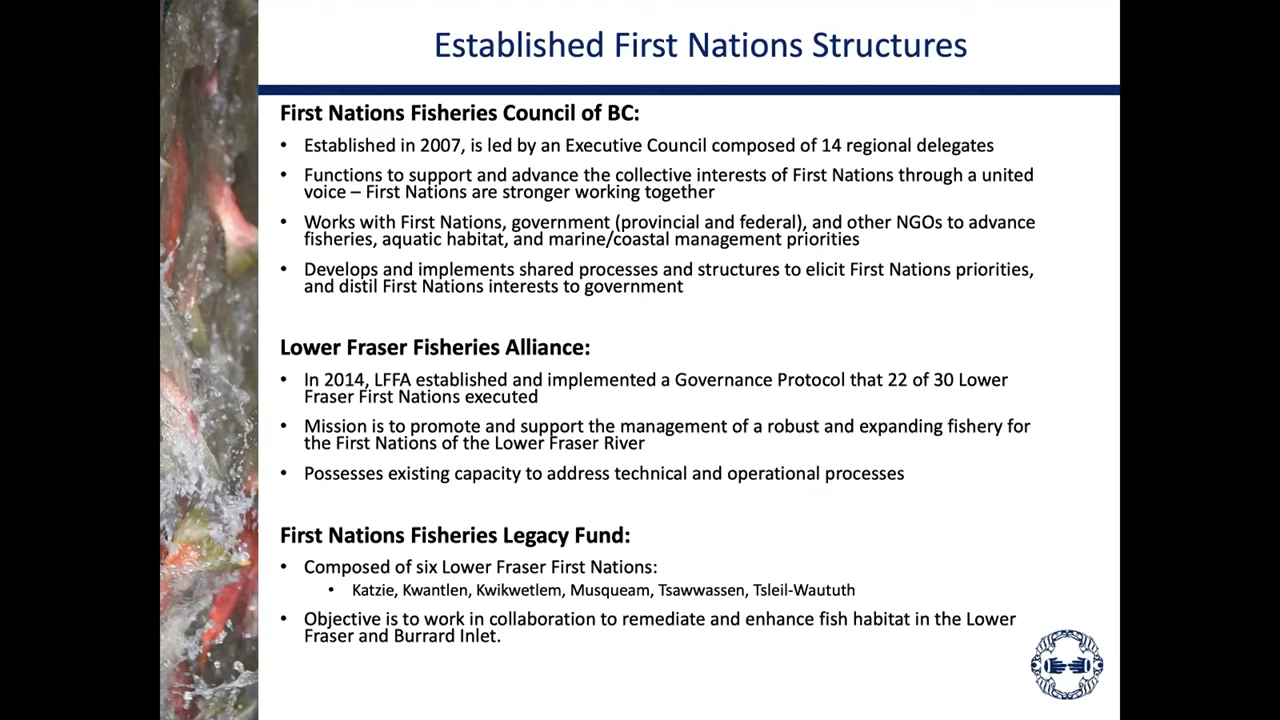 Established First Nations Structures
First Nations Fisheries Council of BC:
• Established in 2007, is led by an Executive Council composed of 14 regional delegates
• Functions to support and advance the collective interests of First Nations through a united
voice – First Nations are stronger working together
• Works with First Nations, government (provincial and federal), and other NGOs to advance
fisheries, aquatic habitat, and marine/coastal management priorities
• Develops and implements shared processes and structures to elicit First Nations priorities,
and distil First Nations interests to government
Lower Fraser Fisheries Alliance:
• In 2014, LFFA established and implemented a Governance Protocol that 22 of 30 Lower
Fraser First Nations executed
• Mission is to promote and support the management of a robust and expanding fishery for
the First Nations of the Lower Fraser River
• Possesses existing capacity to address technical and operational processes
First Nations Fisheries Legacy Fund:
• Composed of six Lower Fraser First Nations:
• Katzie, Kwantlen, Kwikwetlem, Musqueam, Tsawwassen, Tsleil-Waututh
• Objective is to work in collaboration to remediate and enhance fish habitat in the Lower
Fraser and Burrard Inlet.